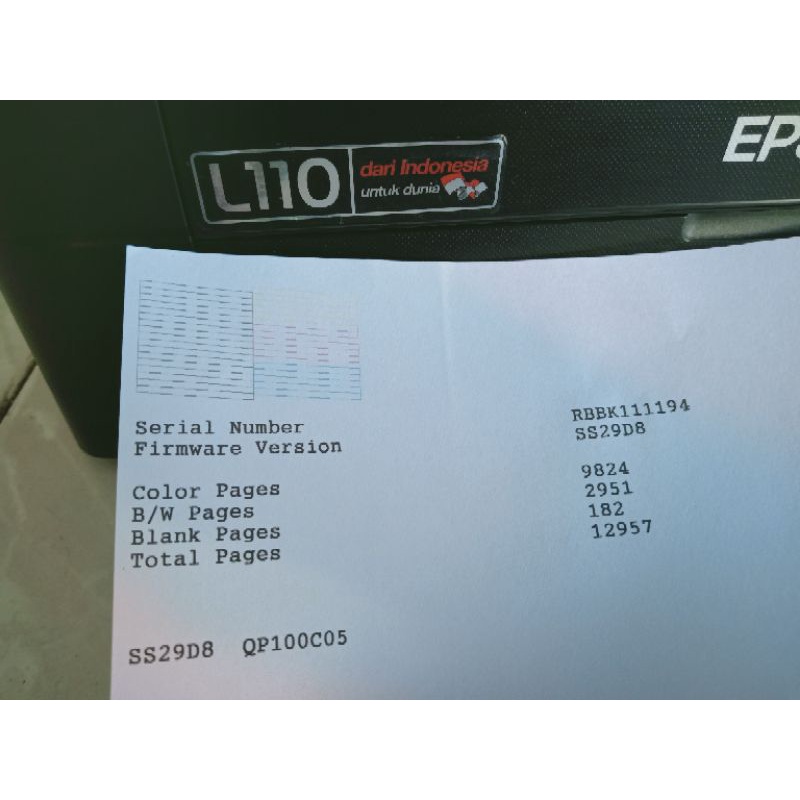 L110 dari Indonesia
untuk dunia
Serial Number RBBK111194
Firmware Version SS29D8
Color Pages 9824
B/W Pages 2951
Blank Pages 182
Total Pages 12957
SS29D8 QP100C05